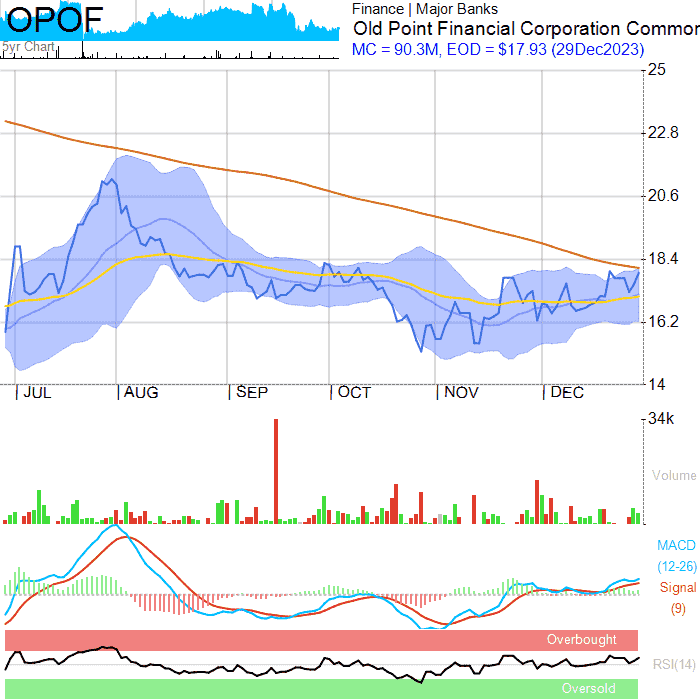 OPOF
5yr Chart
Finance | Major Banks
Old Point Financial Corporation Common
MC = 90.3M, EOD = $17.93 (29Dec2023)
25
22.8
20.6
18.4
16.2
14
JUL AUG SEP OCT NOV DEC
34k
Volume
MACD
(12-26)
Signal
(9)
Overbought
RSI(14)
Oversold